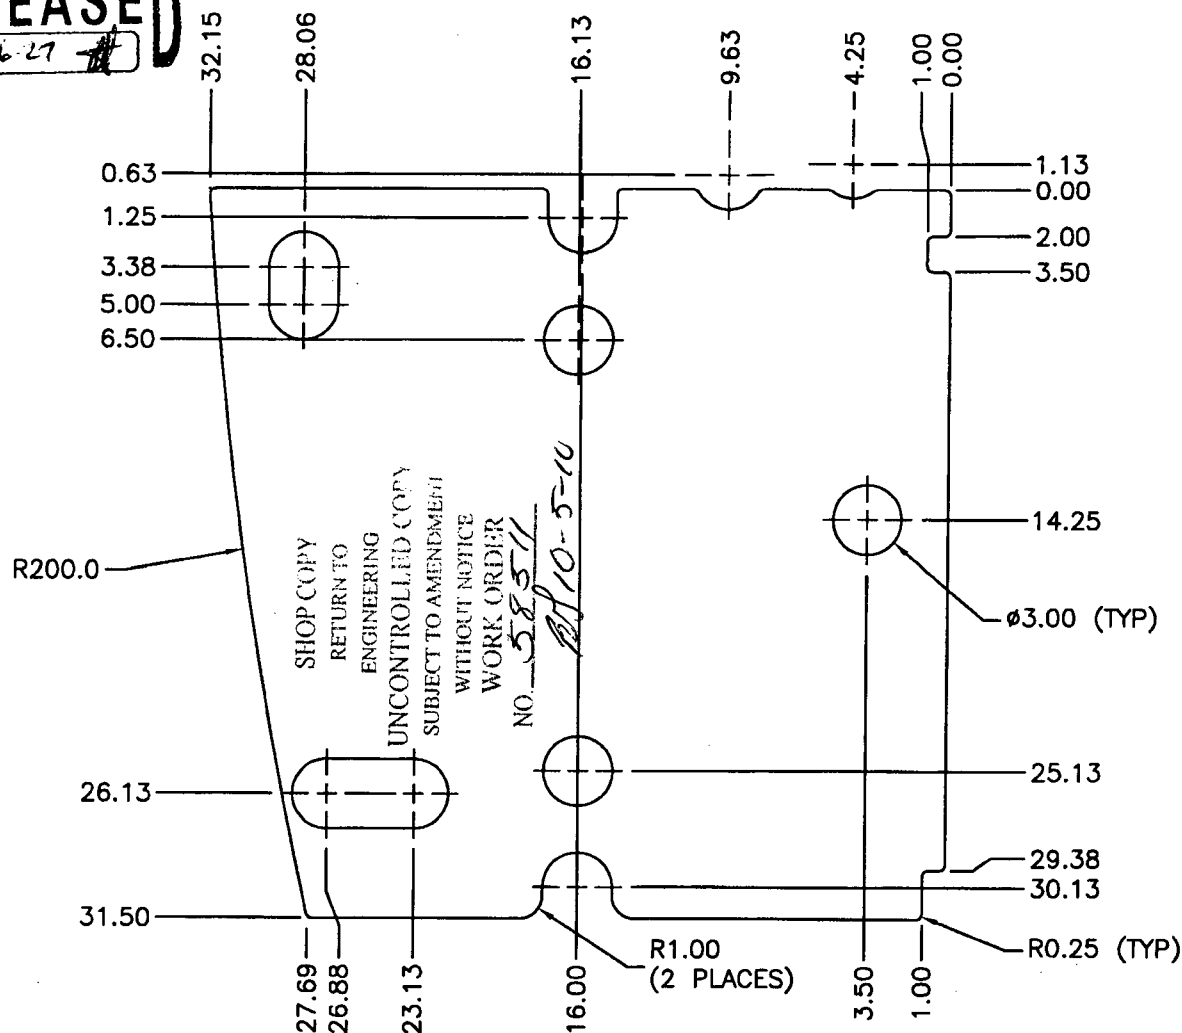 EASED
6-27
32.15
28.06
16.13
9.63
4.25
1.00
0.00
0.63
1.25
3.38
5.00
6.50
1.13
0.00
2.00
3.50
14.25
ø3.00 (TYP)
R200.0
SHOP COPY
RETURN TO
ENGINEERING
UNCONTROLLED COPY
SUBJECT TO AMENDMENT
WITHOUT NOTICE
WORK ORDER
NO. 58511
10-5-10
26.13
31.50
25.13
29.38
30.13
R0.25 (TYP)
R1.00
(2 PLACES)
27.69
26.88
23.13
16.00
3.50
1.00